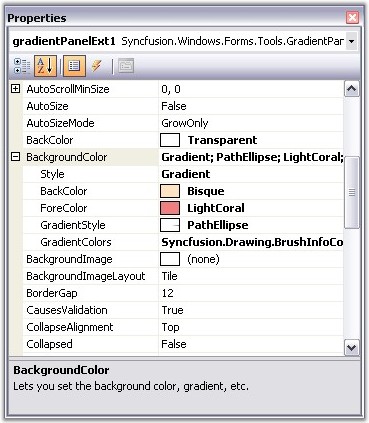 Properties
gradientPanelExt1 Syncfusion.Windows.Forms.Tools.GradientPan
AutoScrollMinSize 0, 0
AutoSize False
AutoSizeMode GrowOnly
BackColor Transparent
BackgroundColor Gradient; PathEllipse; LightCoral;
Style Gradient
BackColor Bisque
ForeColor LightCoral
GradientStyle PathEllipse
GradientColors Syncfusion.Drawing.BrushInfoCo
BackgroundImage (none)
BackgroundImageLayout Tile
BorderGap 12
CausesValidation True
CollapseAlignment Top
Collapsed False
BackgroundColor
Lets you set the background color, gradient, etc.